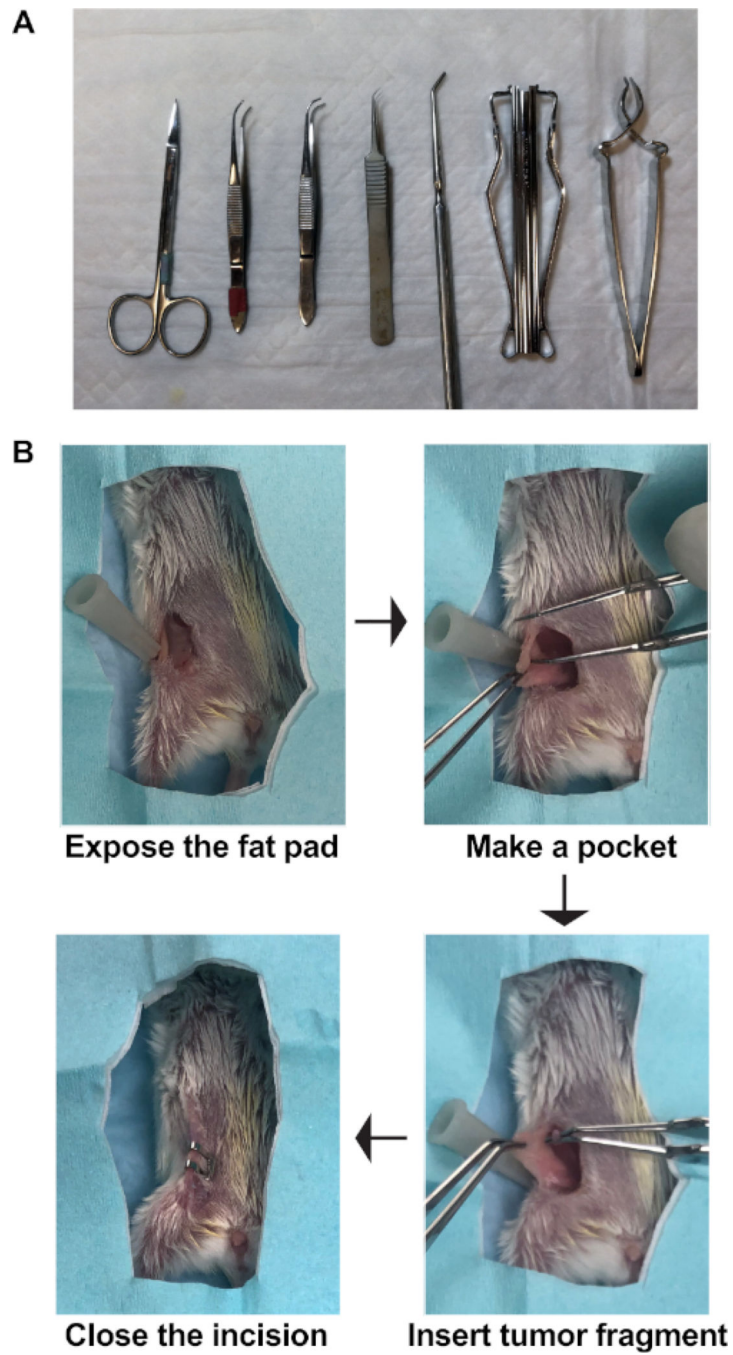 A
B
Expose the fat pad
Make a pocket
Close the incision
Insert tumor fragment